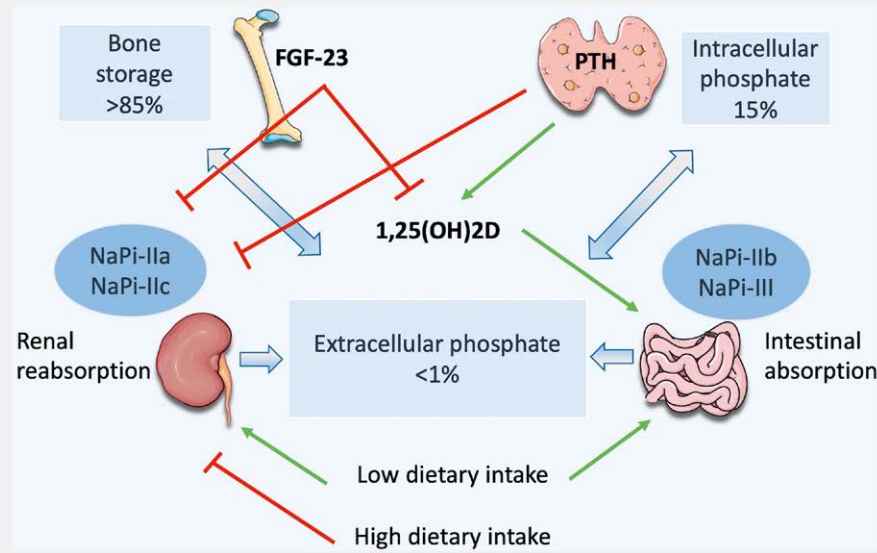 Bone
storage
>85%
FGF-23
PTH
Intracellular
phosphate
15%
1,25(OH)2D
NaPi-IIa
NaPi-IIc
NaPi-IIb
NaPi-III
Renal
reabsorption
Extracellular phosphate
<1%
Intestinal
absorption
Low dietary intake
High dietary intake